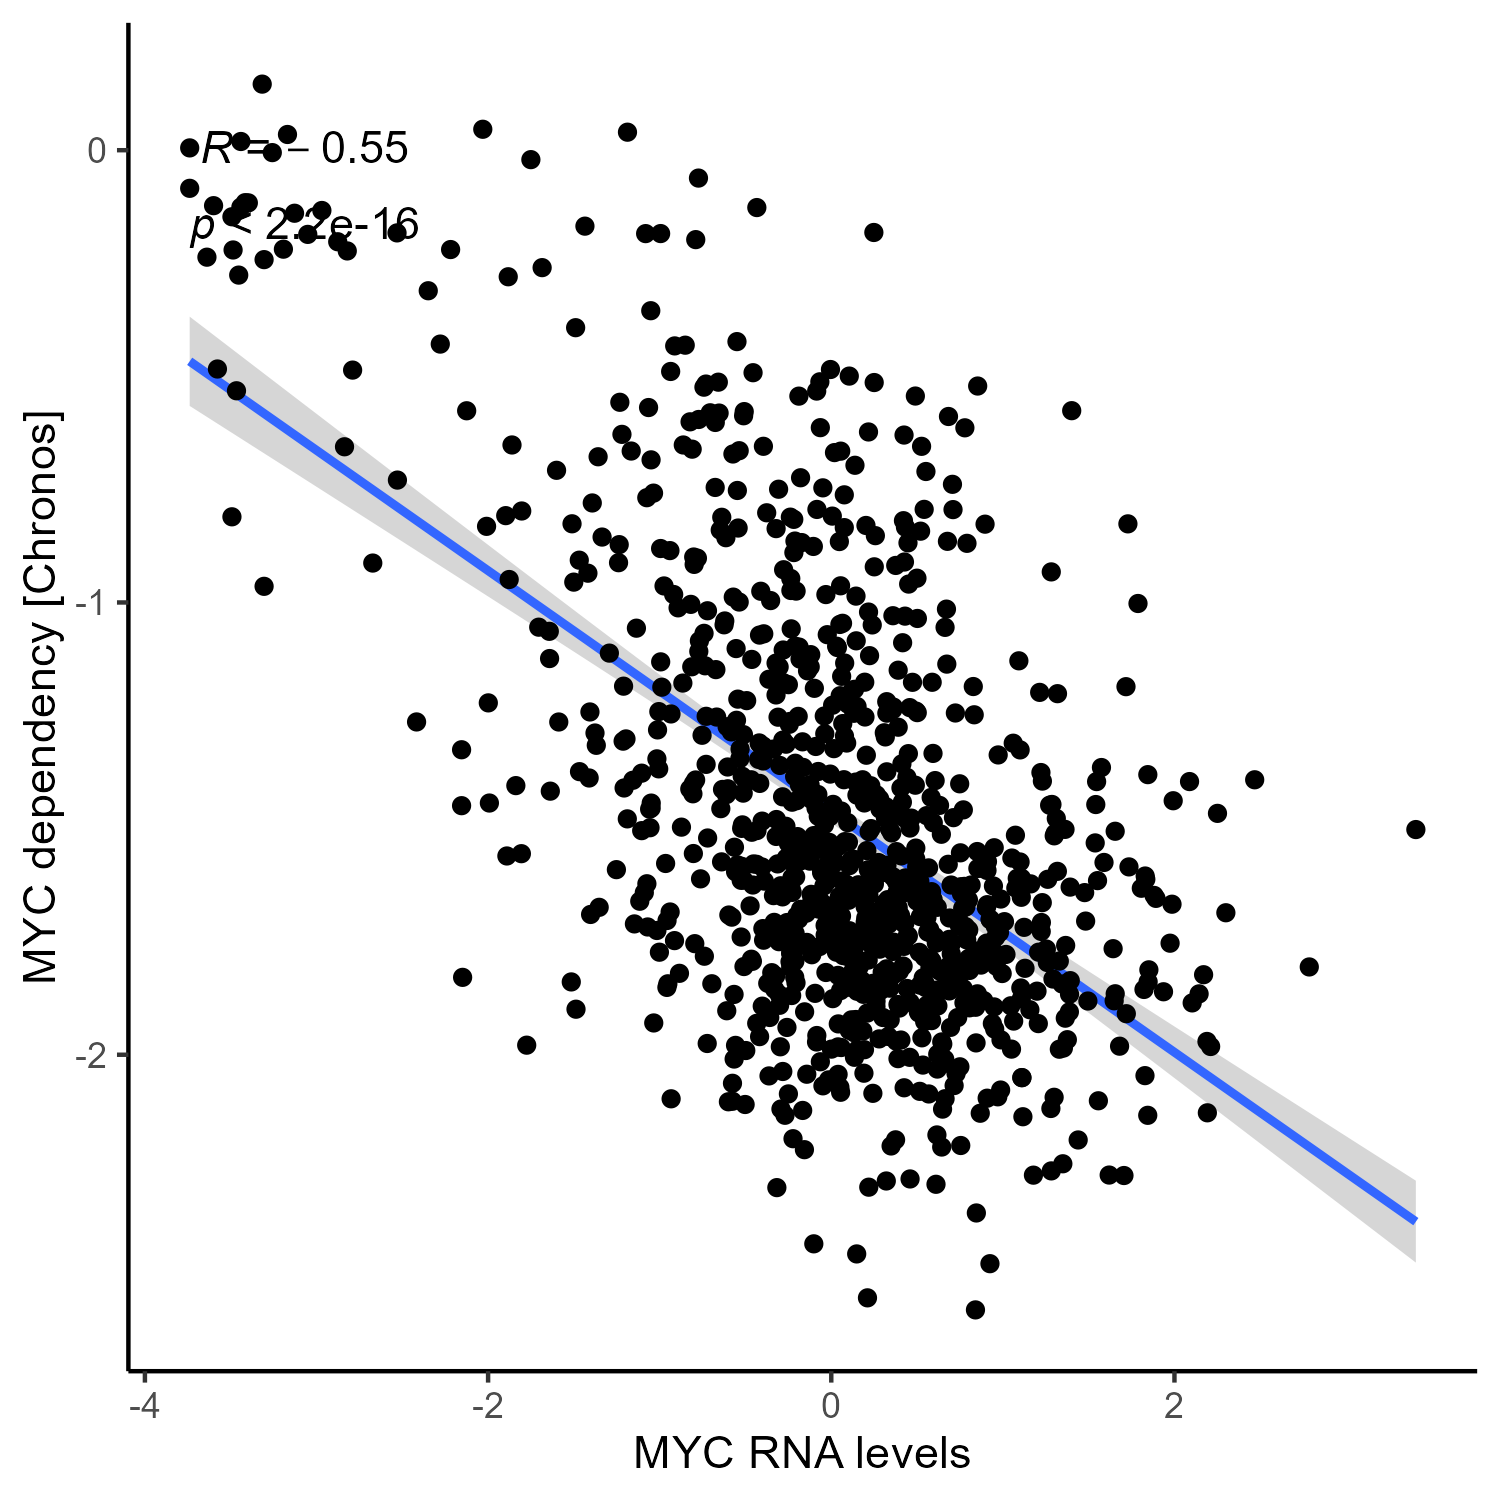 R = − 0.55
p < 2.2e-16
MYC dependency [Chronos]
0
-1
-2
-4
-2
0
2
MYC RNA levels